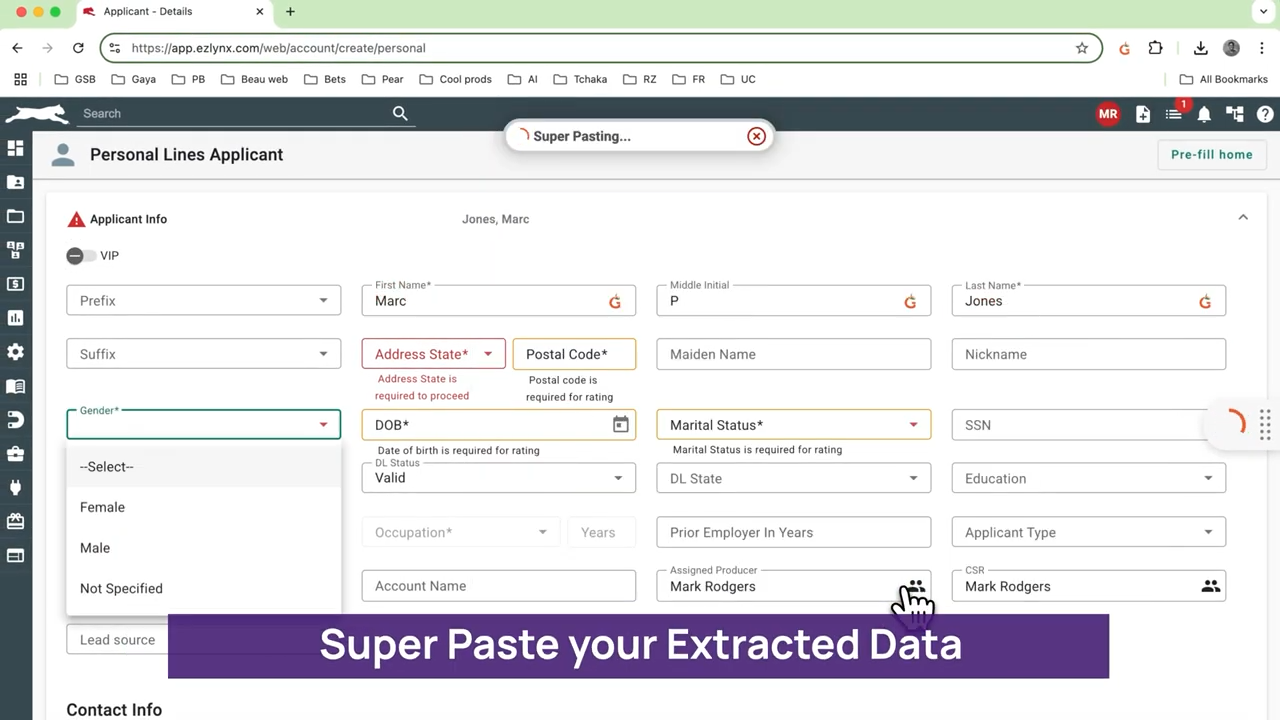 Applicant - Details
https://app.ezlynx.com/web/account/create/personal
GSB Gaya PB Beau web Bets Pear Cool prods AI Tchaka RZ FR UC All Bookmarks
Search
MR
1
Super Pasting...
Personal Lines Applicant
Pre-fill home
Applicant Info
Jones, Marc
VIP
Prefix
First Name*
Marc
Middle Initial
P
Last Name*
Jones
Suffix
Address State*
Postal Code*
Maiden Name
Nickname
Address State is
required to proceed
Postal code is
required for rating
Gender*
DOB*
Marital Status*
SSN
Date of birth is required for rating
Marital Status is required for rating
--Select--
Female
Male
Not Specified
DL Status
Valid
DL State
Education
Occupation*
Years
Prior Employer In Years
Applicant Type
Account Name
Assigned Producer
Mark Rodgers
CSR
Mark Rodgers
Lead source
Super Paste your Extracted Data
Contact Info